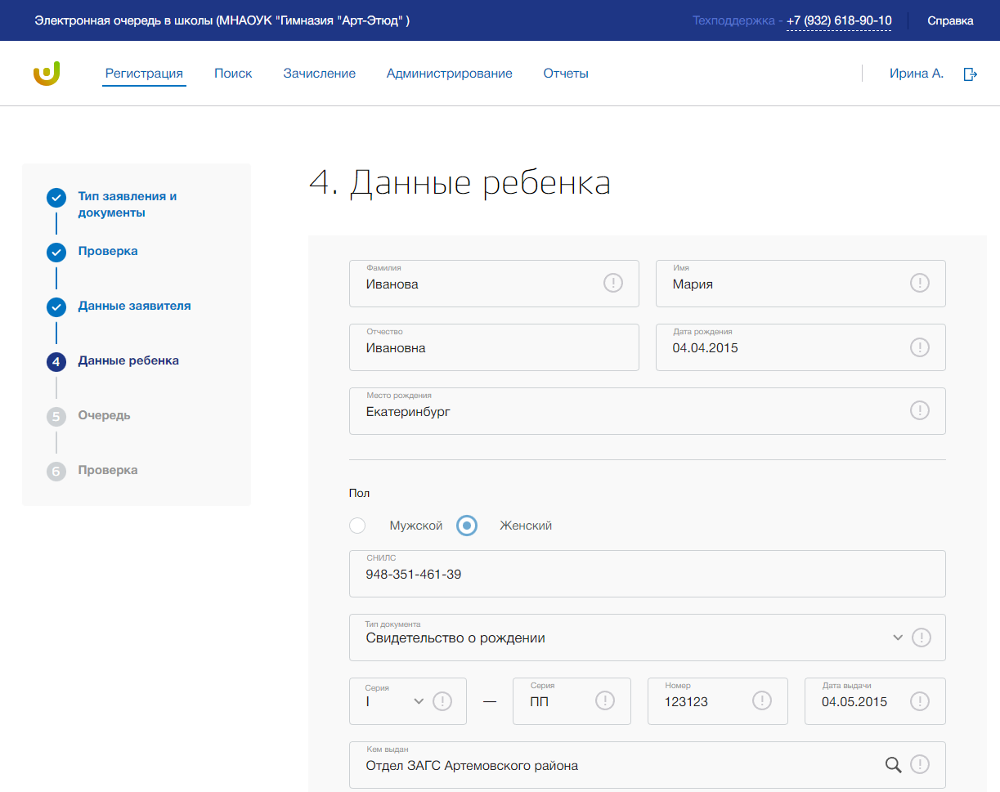 Электронная очередь в школы (МНАОУК "Гимназия "Арт-Этюд" )
Техподдержка - +7 (932) 618-90-10
Справка
Регистрация
Поиск
Зачисление
Администрирование
Отчеты
Ирина А.
Тип заявления и
документы
Проверка
Данные заявителя
4 Данные ребенка
5 Очередь
6 Проверка
4. Данные ребенка
Фамилия
Иванова
Имя
Мария
Отчество
Ивановна
Дата рождения
04.04.2015
Место рождения
Екатеринбург
Пол
Мужской
Женский
СНИЛС
948-351-461-39
Тип документа
Свидетельство о рождении
Серия
I
—
Серия
ПП
Номер
123123
Дата выдачи
04.05.2015
Кем выдан
Отдел ЗАГС Артемовского района